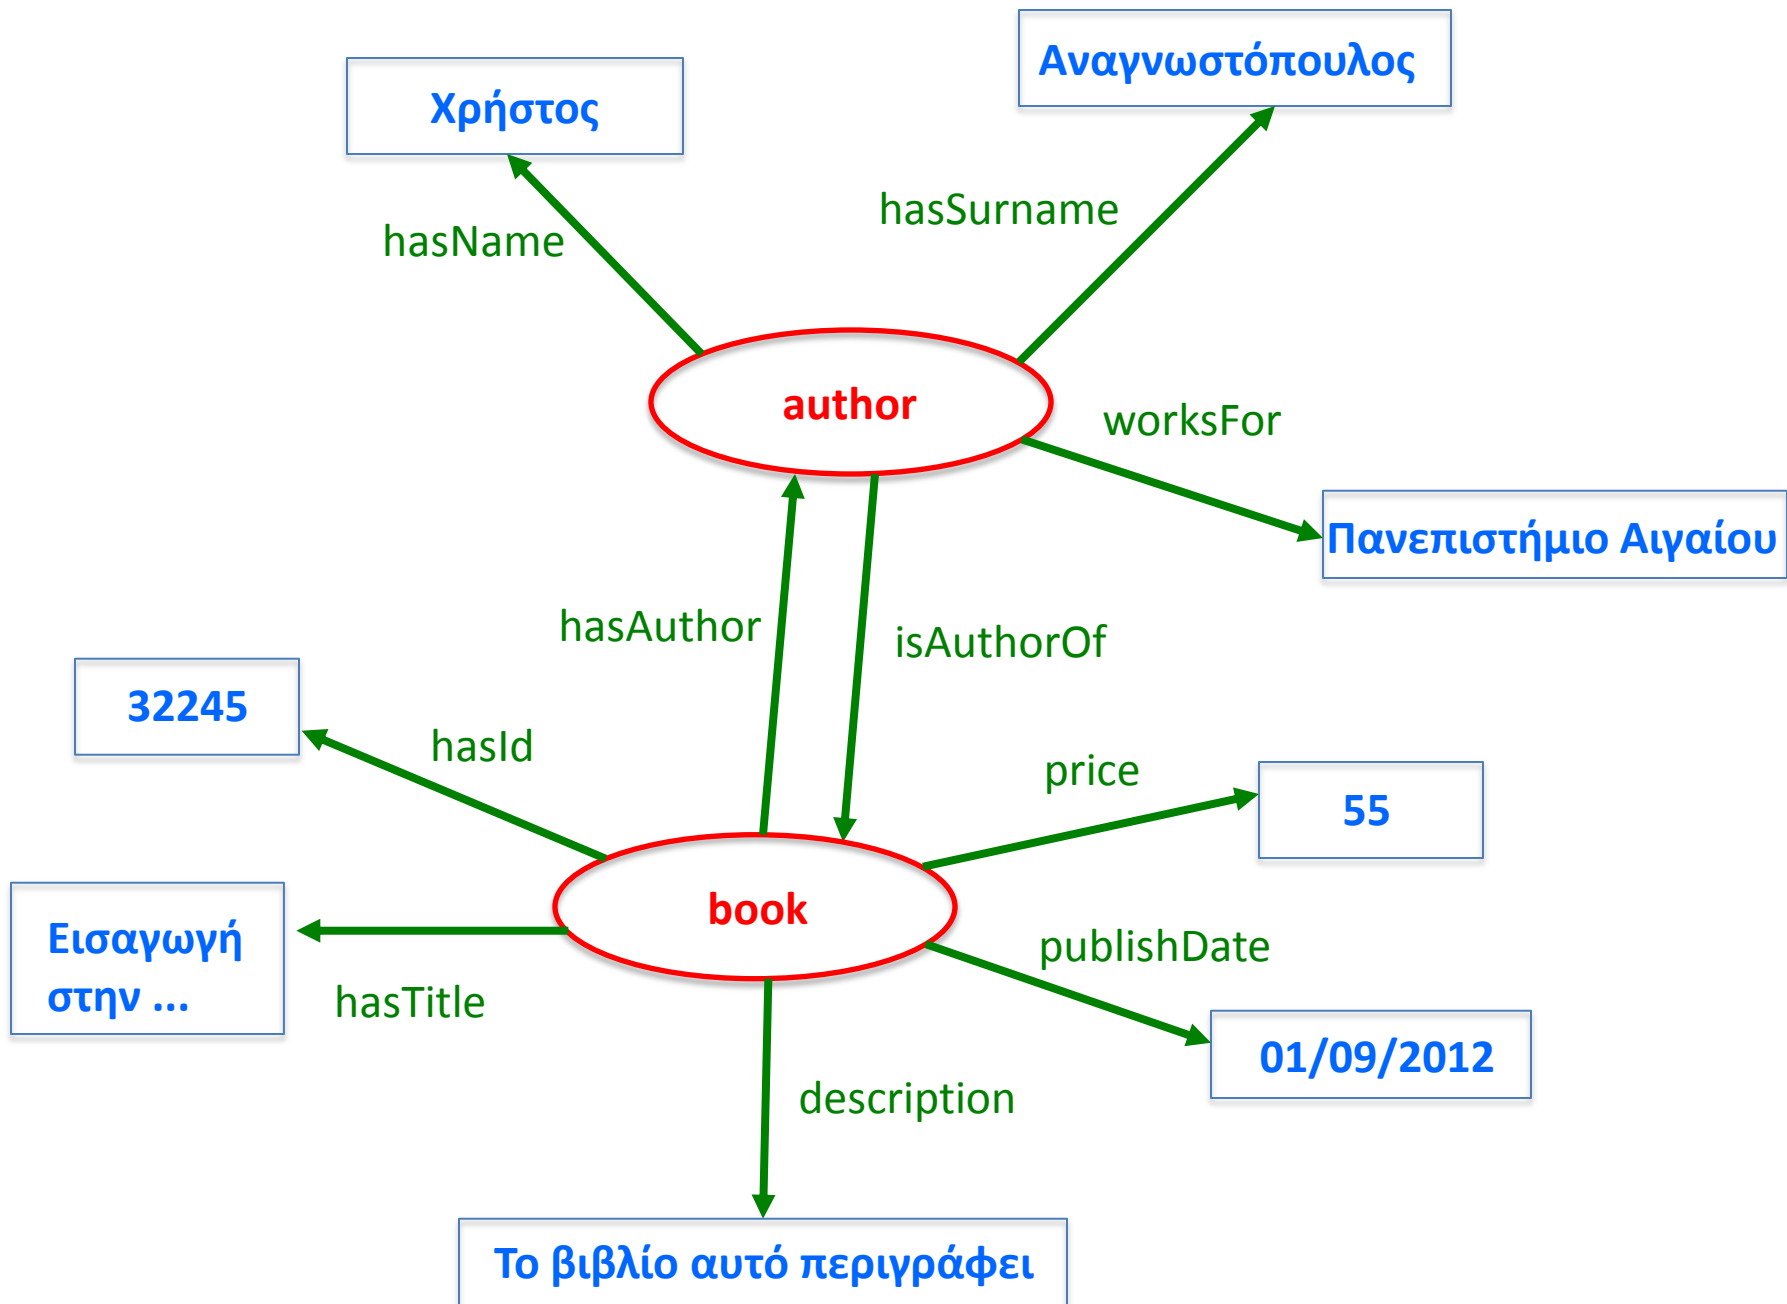 Αναγνωστόπουλος
Χρήστος
hasSurname
hasName
author
worksFor
Πανεπιστήμιο Αιγαίου
hasAuthor
isAuthorOf
32245
hasId
price
55
book
Εισαγωγή
στην ...
publishDate
hasTitle
01/09/2012
description
Το βιβλίο αυτό περιγράφει